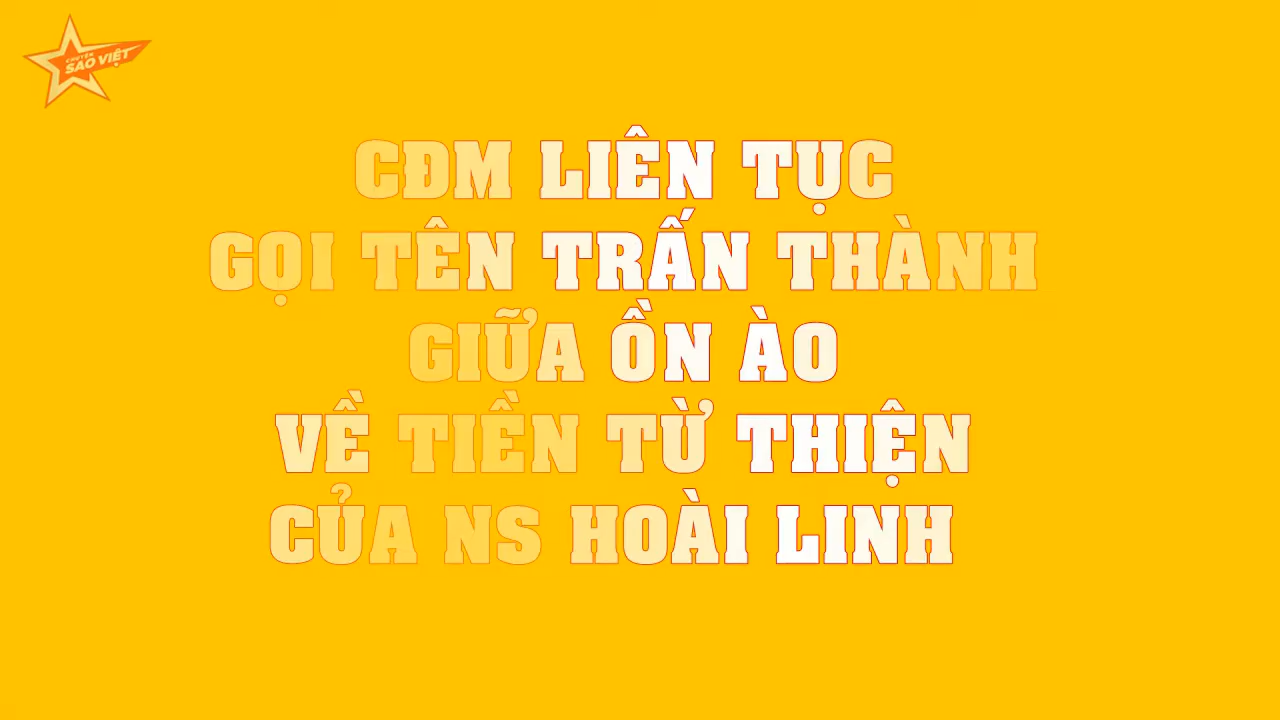 CHUYỆN
SAO VIỆT
CĐM LIÊN TỤC
GỌI TÊN TRẤN THÀNH
GIỮA ỒN ÀO
VỀ TIỀN TỪ THIỆN
CỦA NS HOÀI LINH